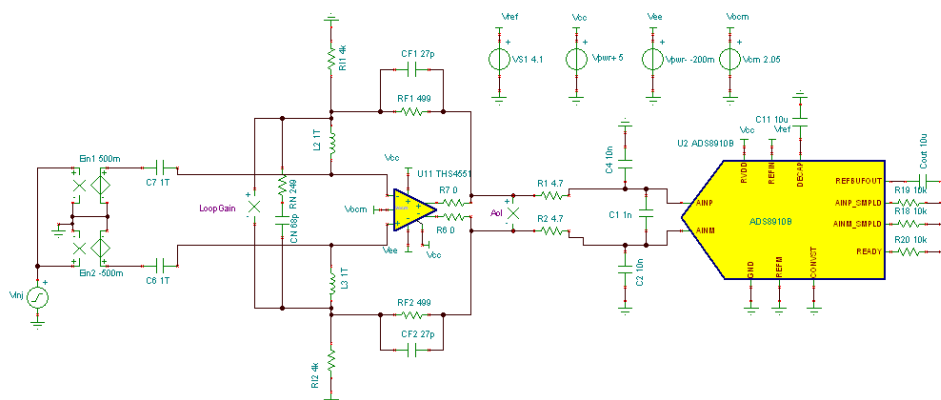 Vref
Vcc
Vee
Vocm
VS1 4.1
Vpwr+ 5
Vpwr- -200m
Vcm 2.05
RI1 4k
CF1 27p
RF1 499
L2 1T
Ein1 500m
C7 1T
Loop Gain
RN 249
CN 68p
Vcc
U11 THS4551
R7 0
R6 0
Vocm
Vee
Vcc
Aol
R1 4.7
R2 4.7
C4 10n
C1 1n
C2 10n
Ein2 -500m
C6 1T
VInj
L3 1T
RF2 499
CF2 27p
RI2 4k
C11 10u
U2 ADS8910B
Vcc
Vref
RVDD
REFIN
DECAP
Cout 10u
REFBUFOUT
R19 10k
AINP
AINP_SMPLD
R18 10k
ADS8910B
AINM
AINM_SMPLD
R20 10k
READY
GND
REFM
CONVST